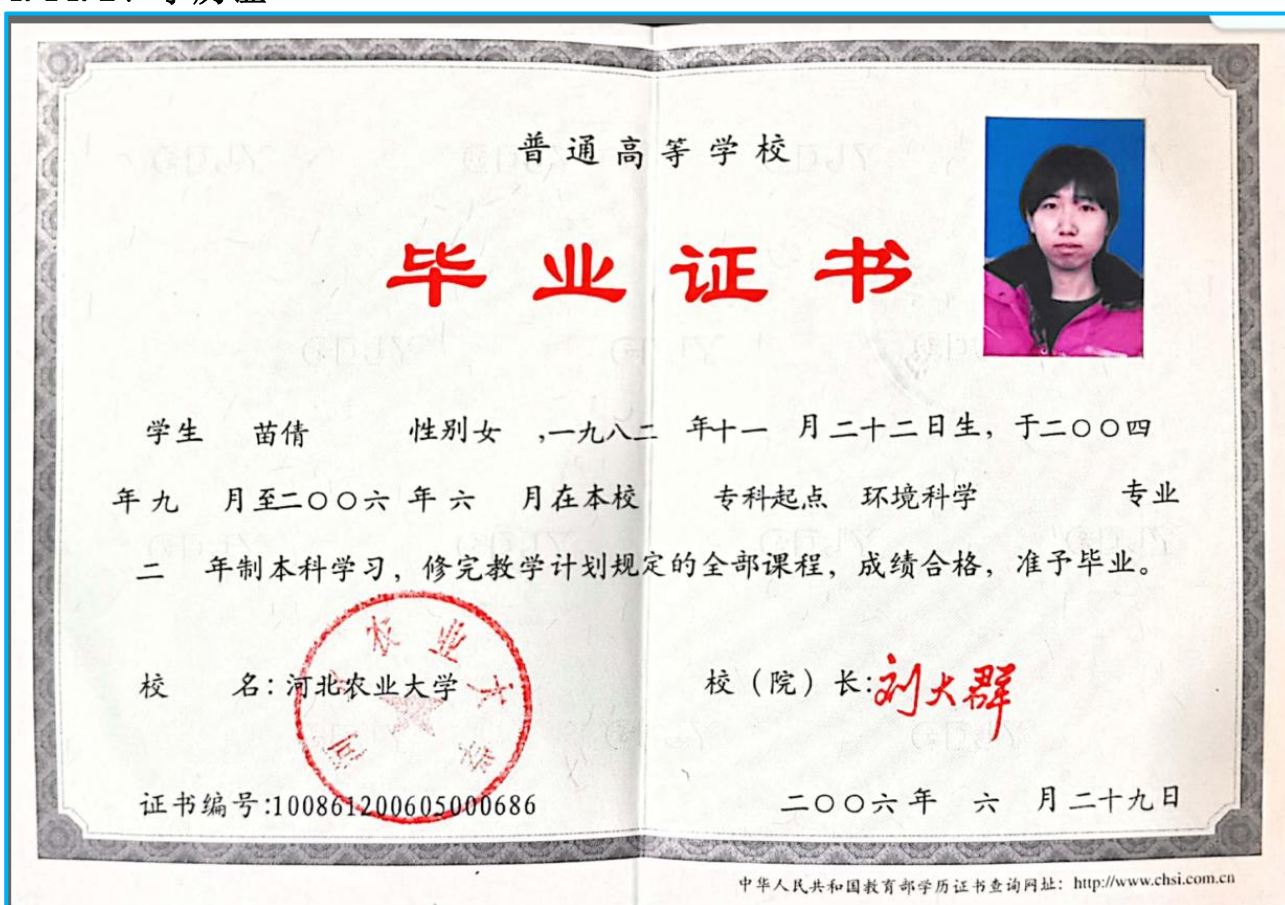 普通高等学校
毕业证书
学生 苗倩 性别女 ,一九八二 年十一 月二十二日生, 于二〇〇四
年九 月至二〇〇六 年 六 月在本校 专科起点 环境科学 专业
二 年制本科学习, 修完教学计划规定的全部课程, 成绩合格, 准予毕业。
校 名:河北农业大学
校（院）长:刘大群
河北农业大学
证书编号:100861200605000686
二〇〇六年 六 月二十九日
中华人民共和国教育部学历证书查询网址: http://www.chsi.com.cn